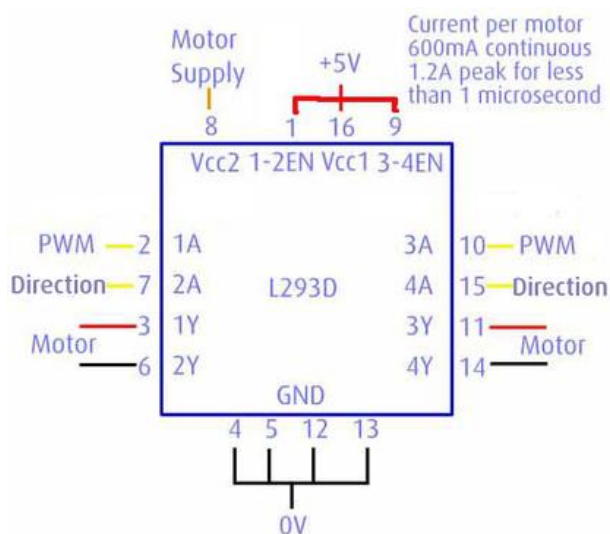 Motor
Supply
+5V
Current per motor
600mA continuous
1.2A peak for less
than 1 microsecond
8 1 16 9
Vcc2 1-2EN Vcc1 3-4EN
PWM 2 1A 3A 10 PWM
Direction 7 2A L293D 4A 15 Direction
3 1Y 3Y 11
Motor Motor
6 2Y 4Y 14
GND
4 5 12 13
0V